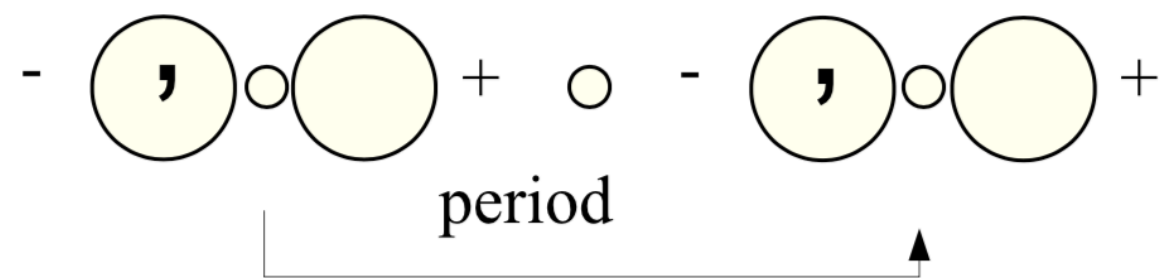 - , + - , +
period